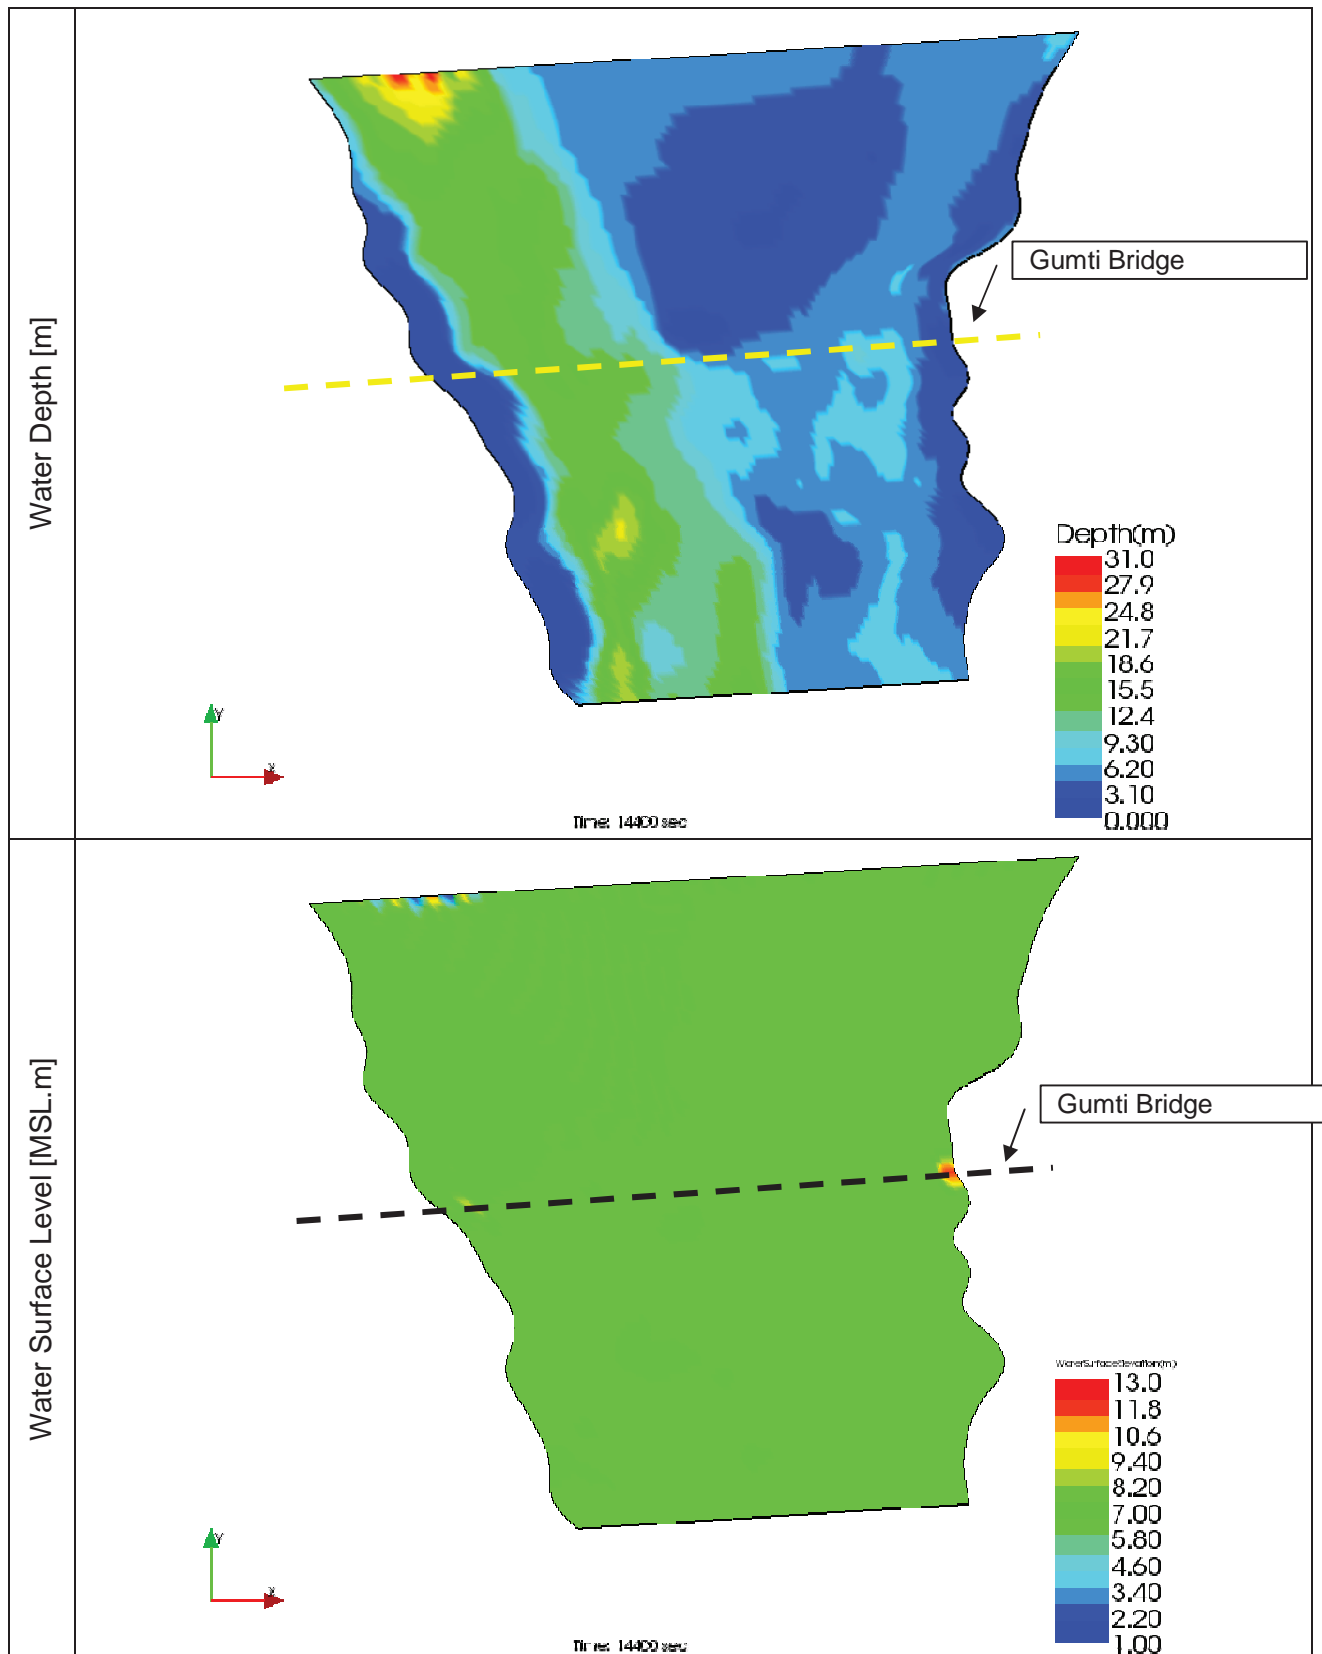 Water Depth [m]
Gumti Bridge
Depth(m)
31.0
27.9
24.8
21.7
18.6
15.5
12.4
9.30
6.20
3.10
0.000
Y
X
Time: 14400 sec
Water Surface Level [MSL.m]
Gumti Bridge
WaterSurfaceElevation(m)
13.0
11.8
10.6
9.40
8.20
7.00
5.80
4.60
3.40
2.20
1.00
Y
X
Time: 14400 sec